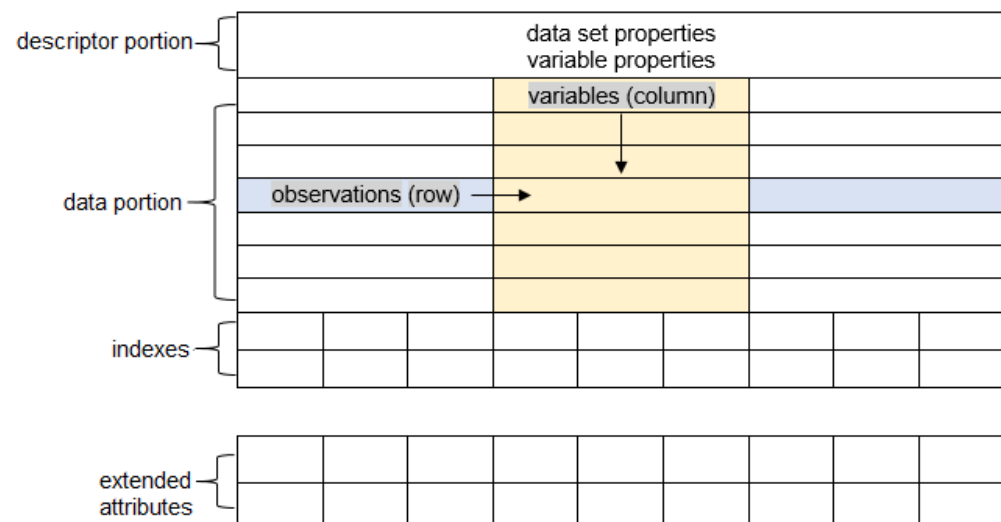 descriptor portion
data set properties
variable properties
variables (column)
data portion
observations (row)
indexes
extended
attributes